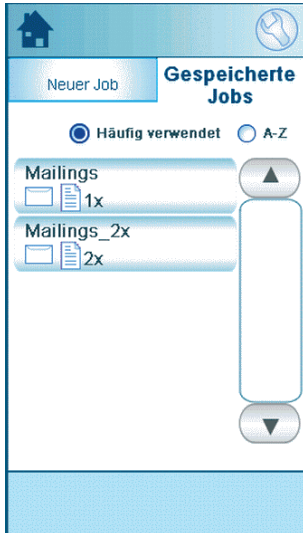 Neuer Job
Gespeicherte
Jobs
Häufig verwendet
A-Z
Mailings
1x
Mailings_2x
2x